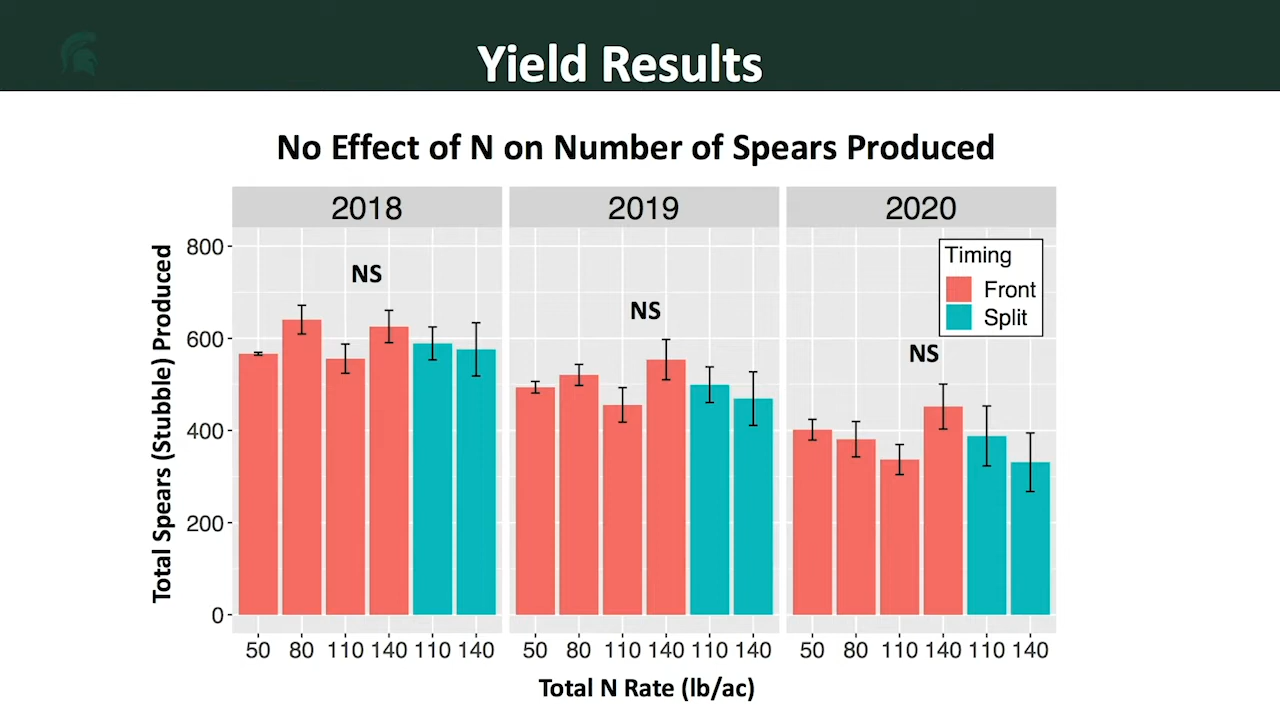 Yield Results
No Effect of N on Number of Spears Produced
2018
2019
2020
Total Spears (Stubble) Produced
800
600
400
200
0
NS
NS
NS
Timing
Front
Split
50 80 110 140 110 140
50 80 110 140 110 140
50 80 110 140 110 140
Total N Rate (lb/ac)